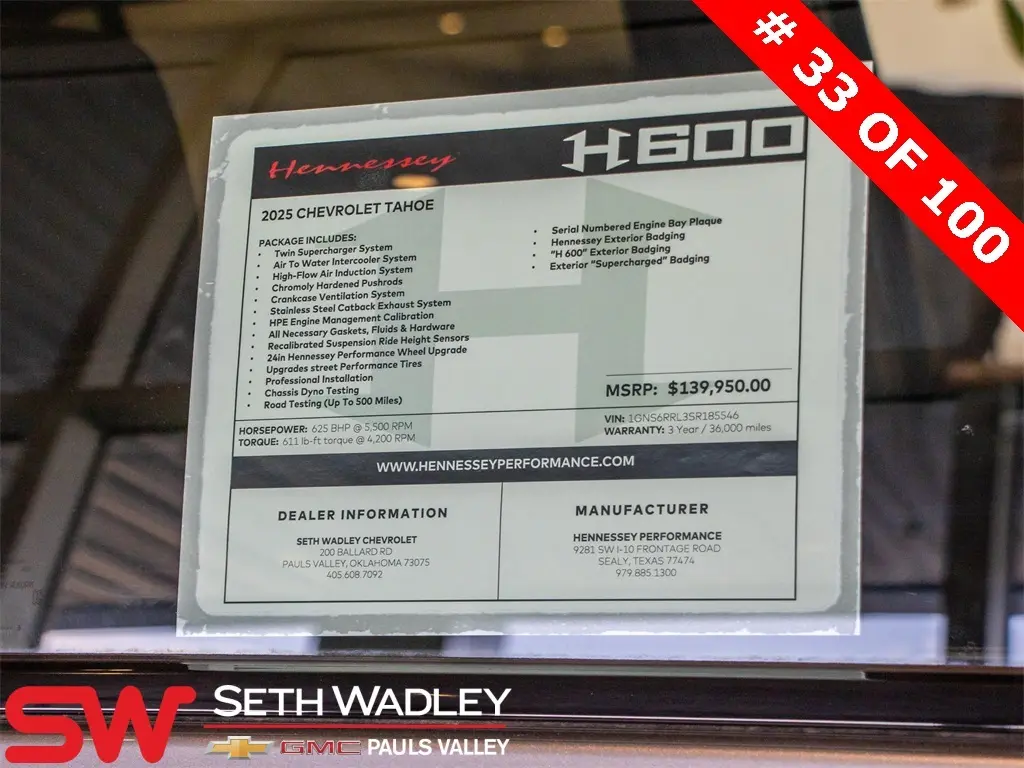 # 33 OF 100
Hennessey
H600
2025 CHEVROLET TAHOE
PACKAGE INCLUDES:
• Twin Supercharger System
• Air To Water Intercooler System
• High-Flow Air Induction System
• Chromoly Hardened Pushrods
• Crankcase Ventilation System
• Stainless Steel Catback Exhaust System
• HPE Engine Management Calibration
• All Necessary Gaskets, Fluids & Hardware
• Recalibrated Suspension Ride Height Sensors
• 24in Hennessey Performance Wheel Upgrade
• Upgrades street Performance Tires
• Professional Installation
• Chassis Dyno Testing
• Road Testing (Up To 500 Miles)
• Serial Numbered Engine Bay Plaque
• Hennessey Exterior Badging
• "H 600" Exterior Badging
• Exterior "Supercharged" Badging
MSRP: $139,950.00
HORSEPOWER: 625 BHP @ 5,500 RPM
TORQUE: 611 lb-ft torque @ 4,200 RPM
VIN: 1GNS6RRL3SR185546
WARRANTY: 3 Year / 36,000 miles
WWW.HENNESSEYPERFORMANCE.COM
DEALER INFORMATION
SETH WADLEY CHEVROLET
200 BALLARD RD
PAULS VALLEY, OKLAHOMA 73075
405.608.7092
MANUFACTURER
HENNESSEY PERFORMANCE
9281 SW I-10 FRONTAGE ROAD
SEALY, TEXAS 77474
979.885.1300
SW
SETH WADLEY
GMC PAULS VALLEY